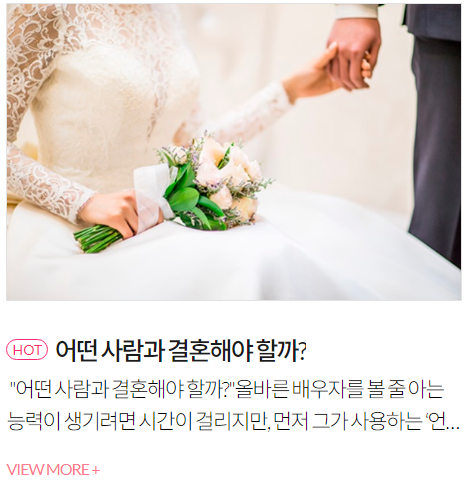 HOT 어떤 사람과 결혼해야 할까?
"어떤 사람과 결혼해야 할까?"올바른 배우자를 볼 줄 아는
능력이 생기려면 시간이 걸리지만, 먼저 그가 사용하는 ‘언...
VIEW MORE +